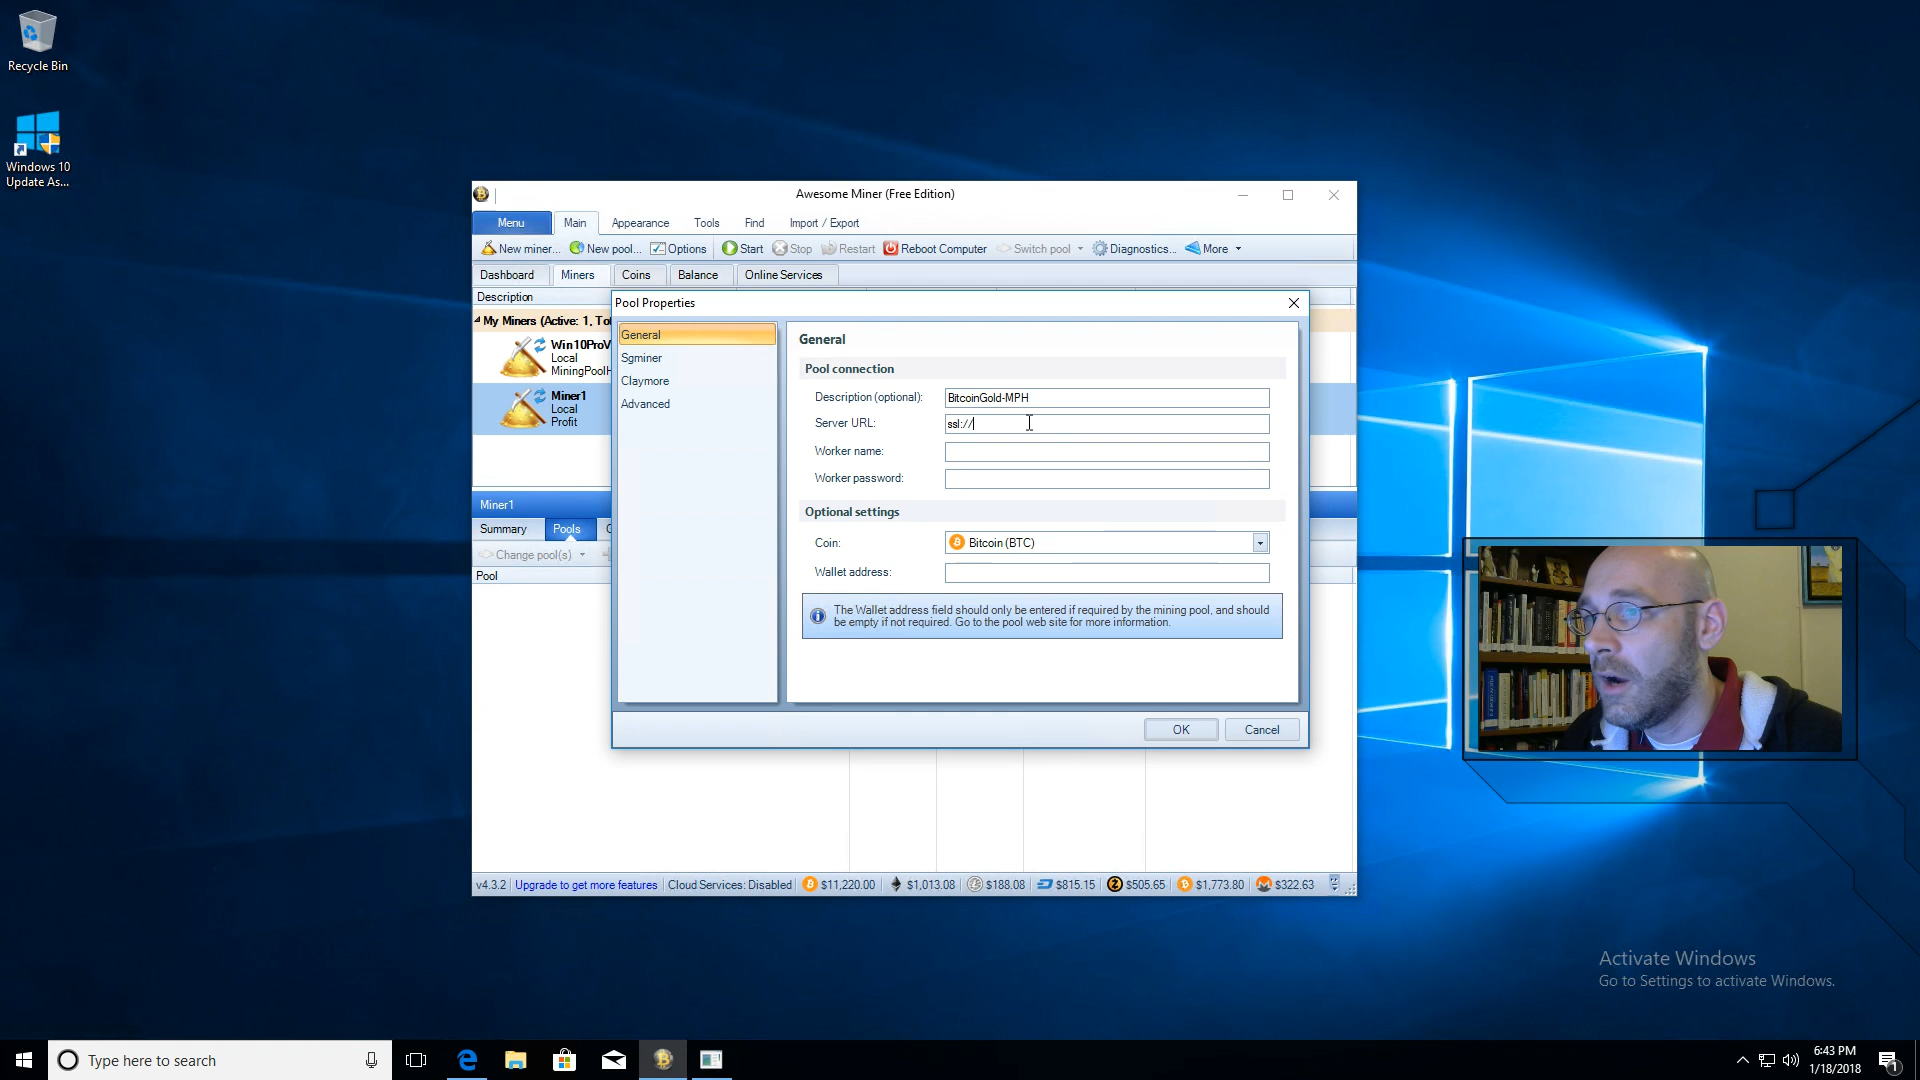 Recycle Bin
Windows 10
Update As...
Awesome Miner (Free Edition)
Menu
Main
Appearance
Tools
Find
Import / Export
New miner...
New pool...
Options
Start
Stop
Restart
Reboot Computer
Switch pool
Diagnostics...
More
Dashboard
Miners
Coins
Balance
Online Services
Description
My Miners (Active: 1, To
Win10ProV
Local
MiningPoolH
Miner1
Local
Profit
Miner1
Summary
Pools
Change pool(s)
Pool
Pool Properties
General
Sgminer
Claymore
Advanced
General
Pool connection
Description (optional):
BitcoinGold-MPH
Server URL:
ssl://
Worker name:
Worker password:
Optional settings
Coin:
Bitcoin (BTC)
Wallet address:
The Wallet address field should only be entered if required by the mining pool, and should
be empty if not required. Go to the pool web site for more information.
OK
Cancel
v4.3.2
Upgrade to get more features
Cloud Services: Disabled
$11,220.00
$1,013.08
$188.08
$815.15
$505.65
$1,773.80
$322.63
Activate Windows
Go to Settings to activate Windows.
Type here to search
6:43 PM
1/18/2018
1